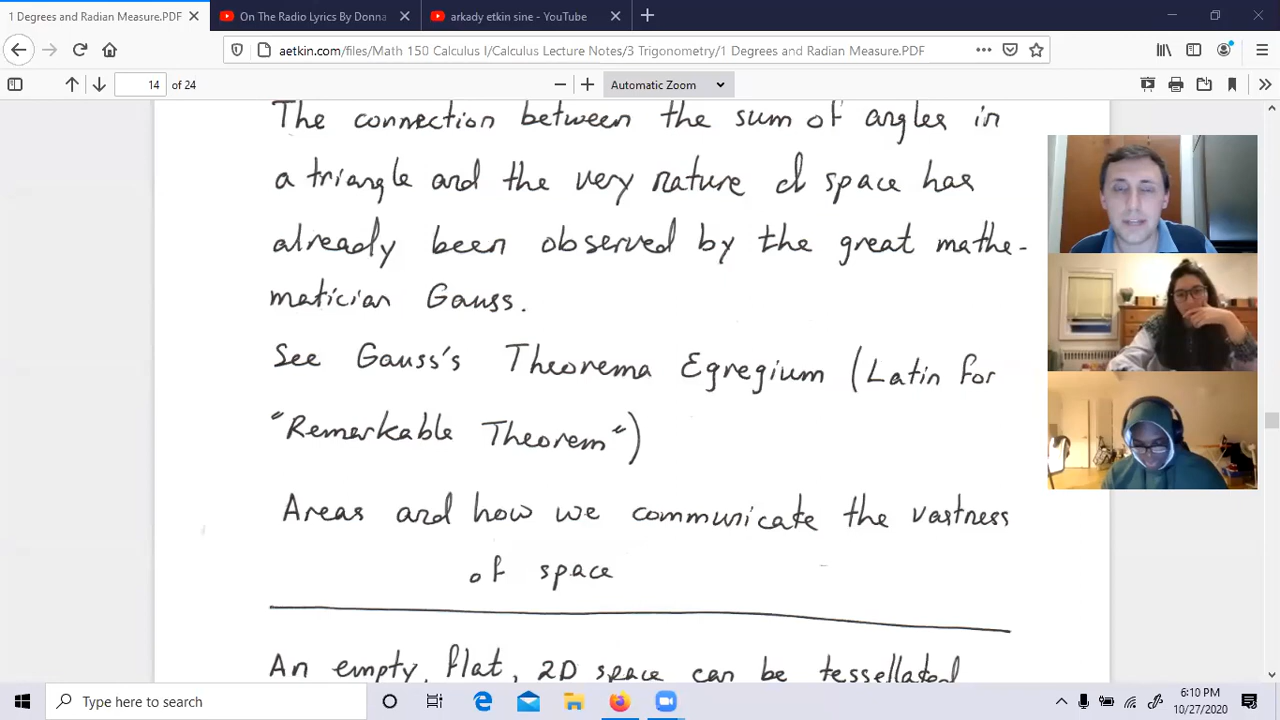 1 Degrees and Radian Measure.PDF
On The Radio Lyrics By Donna
arkady etkin sine - YouTube
aetkin.com/files/Math 150 Calculus I/Calculus Lecture Notes/3 Trigonometry/1 Degrees and Radian Measure.PDF
14 of 24
Automatic Zoom
The connection between the sum of angles in
a triangle and the very nature of space has
already been observed by the great mathe-
matician Gauss.
See Gauss's Theorema Egregium (Latin for
"Remarkable Theorem")
Areas and how we communicate the vastness
of space
An empty, flat, 2D space can be tessellated
Type here to search
6:10 PM
10/27/2020